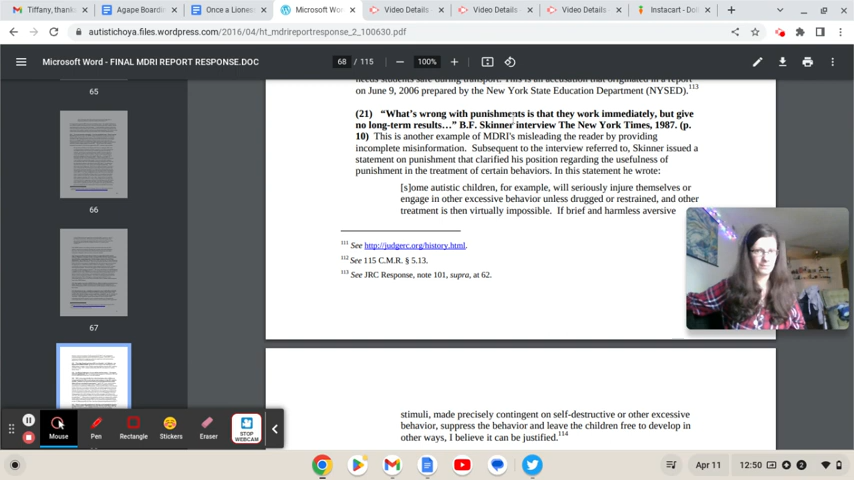 Tiffany, thank
Agape Boardi
Once a Liones
Microsoft Wo
Video Details
Video Details
Video Details
Instacart - Do
autistichoya.files.wordpress.com/2016/04/ht_mdrireportresponse_2_100630.pdf
Microsoft Word - FINAL MDRI REPORT RESPONSE.DOC
68 / 115
100%
65
66
67
needs students safe during transport. This is an accusation that originated in a report
on June 9, 2006 prepared by the New York State Education Department (NYSED).113
(21) “What’s wrong with punishments is that they work immediately, but give
no long-term results…” B.F. Skinner interview The New York Times, 1987. (p.
10) This is another example of MDRI's misleading the reader by providing
incomplete misinformation. Subsequent to the interview referred to, Skinner issued a
statement on punishment that clarified his position regarding the usefulness of
punishment in the treatment of certain behaviors. In this statement he wrote:
[s]ome autistic children, for example, will seriously injure themselves or
engage in other excessive behavior unless drugged or restrained, and other
treatment is then virtually impossible. If brief and harmless aversive
111 See http://judgerc.org/history.html.
112 See 115 C.M.R. § 5.13.
113 See JRC Response, note 101, supra, at 62.
stimuli, made precisely contingent on self-destructive or other excessive
behavior, suppress the behavior and leave the children free to develop in
other ways, I believe it can be justified.114
Mouse
Pen
Rectangle
Stickers
Eraser
STOP
WEBCAM
Apr 11
12:50
2